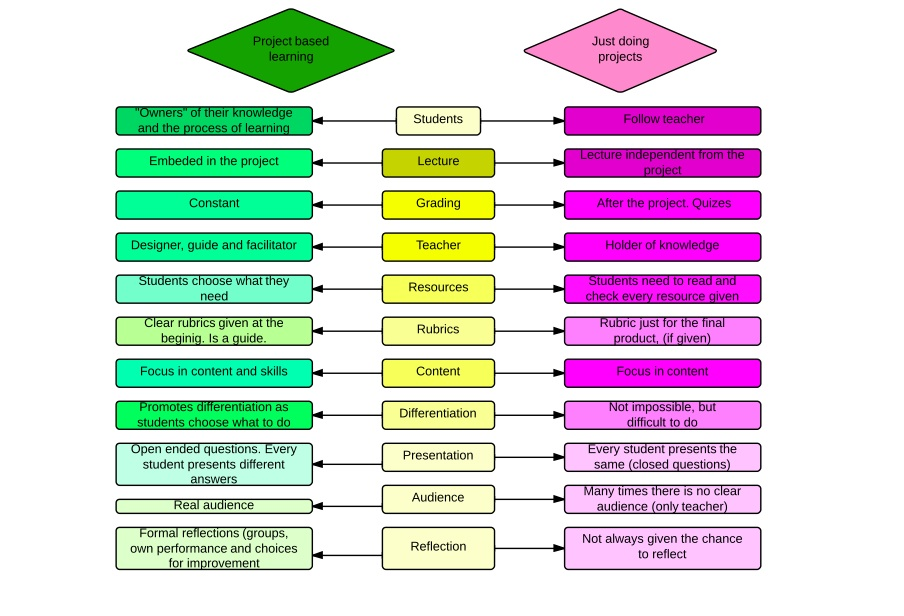 Project based
learning
Just doing
projects
"Owners" of their knowledge
and the process of learning
Students
Follow teacher
Embeded in the project
Lecture
Lecture independent from the
project
Constant
Grading
After the project. Quizes
Designer, guide and facilitator
Teacher
Holder of knowledge
Students choose what they
need
Resources
Students need to read and
check every resource given
Clear rubrics given at the
beginig. Is a guide.
Rubrics
Rubric just for the final
product, (if given)
Focus in content and skills
Content
Focus in content
Promotes differentiation as
students choose what to do
Differentiation
Not impossible, but
difficult to do
Open ended questions. Every
student presents different
answers
Presentation
Every student presents the
same (closed questions)
Real audience
Audience
Many times there is no clear
audience (only teacher)
Formal reflections (groups,
own performance and choices
for improvement
Reflection
Not always given the chance
to reflect